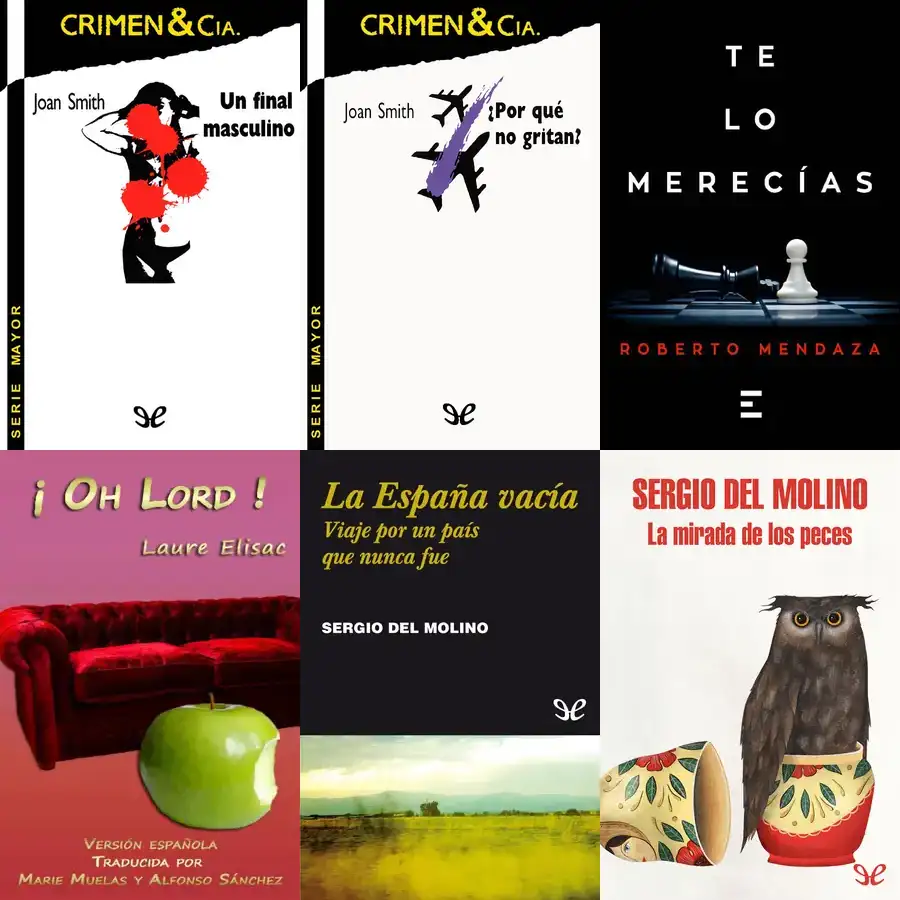 CRIMEN&CIA.
Joan Smith
Un final
masculino
SERIE MAYOR
CRIMEN&CIA.
Joan Smith
¿Por qué
no gritan?
SERIE MAYOR
TE
LO
MERECÍAS
ROBERTO MENDAZA
E
¡ OH LORD !
Laure Elisac
VERSIÓN ESPAÑOLA
TRADUCIDA POR
MARIE MUELAS Y ALFONSO SÁNCHEZ
La España vacía
Viaje por un país
que nunca fue
SERGIO DEL MOLINO
SERGIO DEL MOLINO
La mirada de los peces